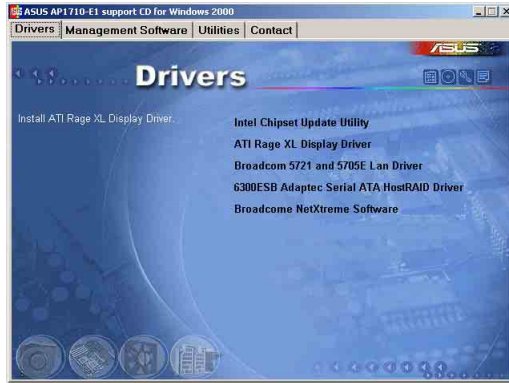 ASUS AP1710-E1 support CD for Windows 2000
Drivers Management Software Utilities Contact
ASUS
Drivers
Install ATI Rage XL Display Driver.
Intel Chipset Update Utility
ATI Rage XL Display Driver
Broadcom 5721 and 5705E Lan Driver
6300ESB Adaptec Serial ATA HostRAID Driver
Broadcome NetXtreme Software